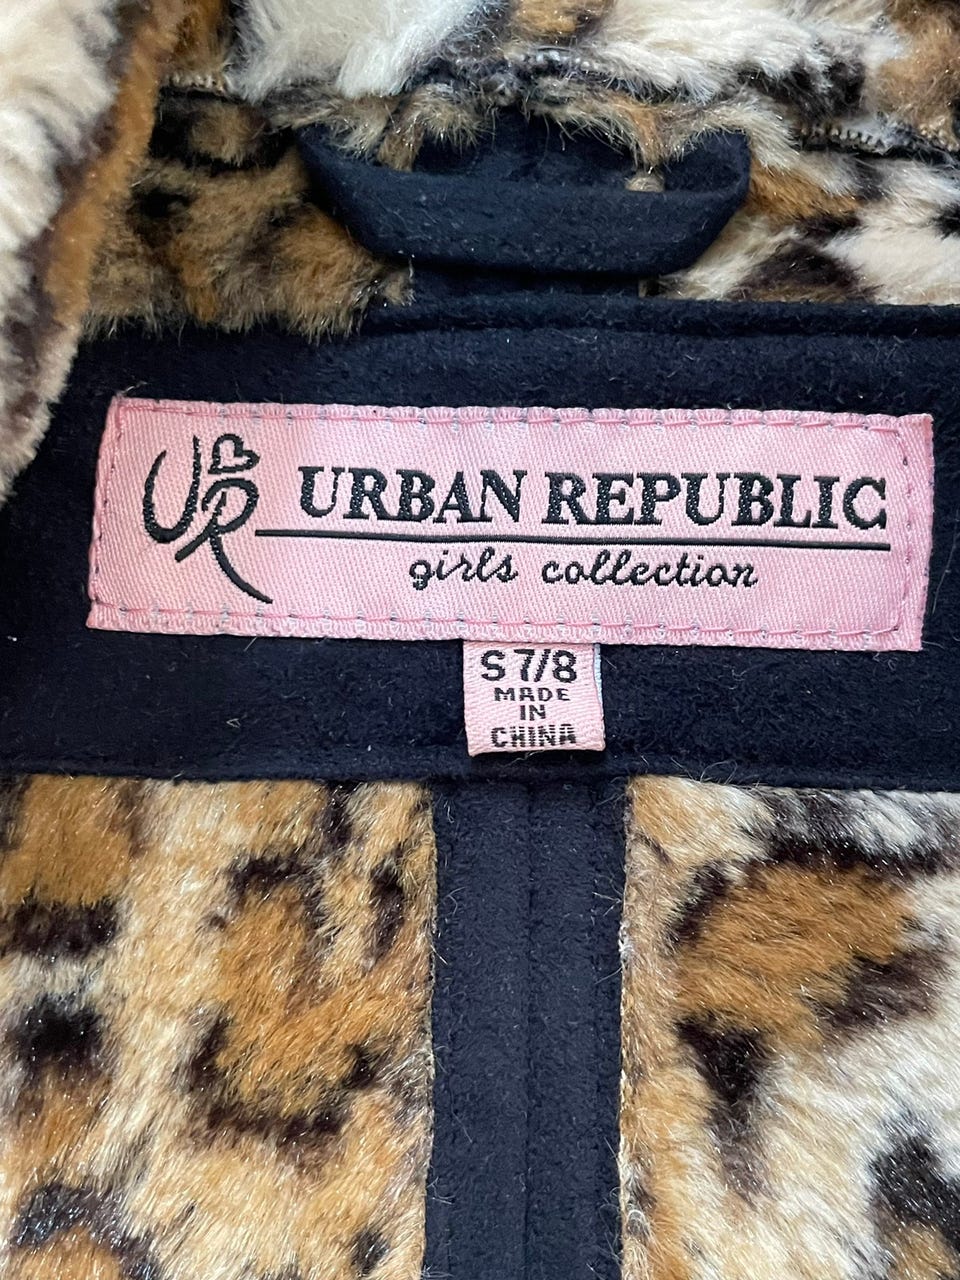 UR
URBAN REPUBLIC
girls collection
S 7/8
MADE
IN
CHINA